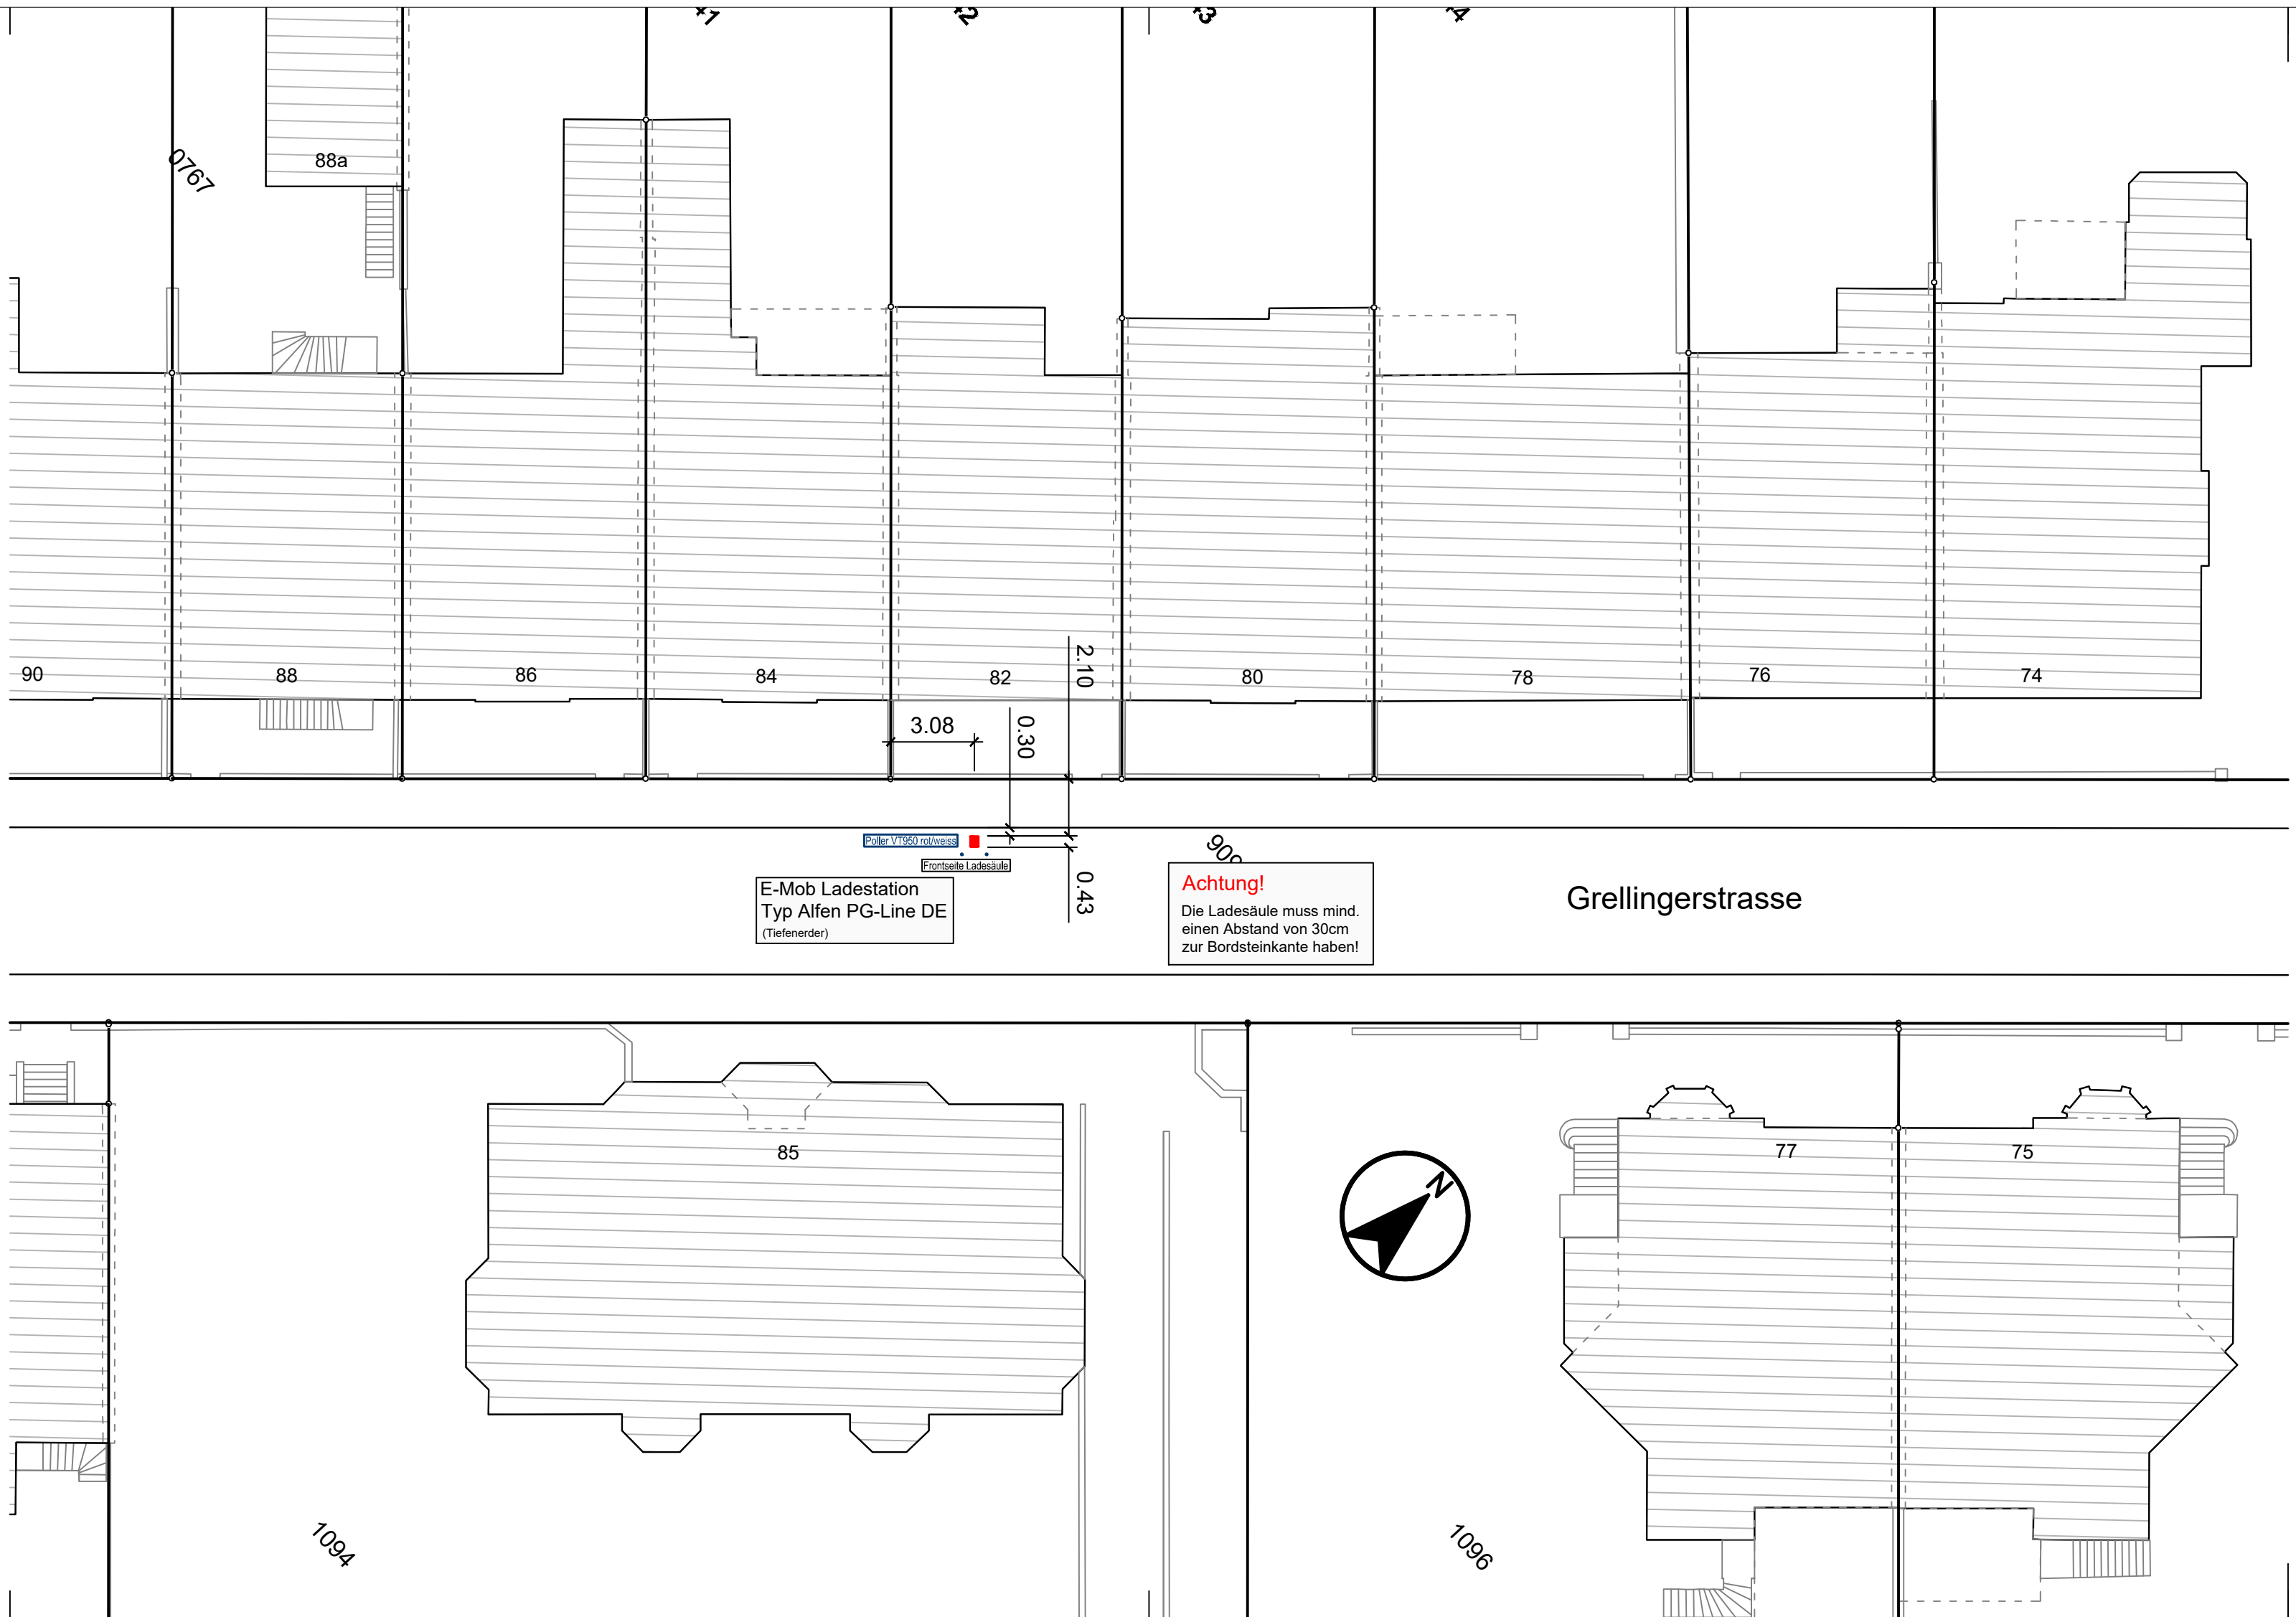 0767
88a
90
88
86
84
82
80
78
76
74
2.10
3.08
0.30
Poller VT950 rot/weiss
Frontseite Ladesäule
0.43
E-Mob Ladestation
Typ Alfen PG-Line DE
(Tiefenerder)
Achtung!
Die Ladesäule muss mind.
einen Abstand von 30cm
zur Bordsteinkante haben!
Grellingerstrasse
85
77
75
N
1094
1096